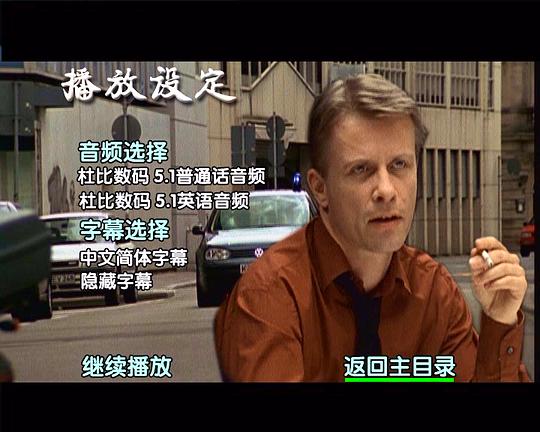 播放设定
音频选择
杜比数码 5.1普通话音频
杜比数码 5.1英语音频
字幕选择
中文简体字幕
隐藏字幕
继续播放
返回主目录